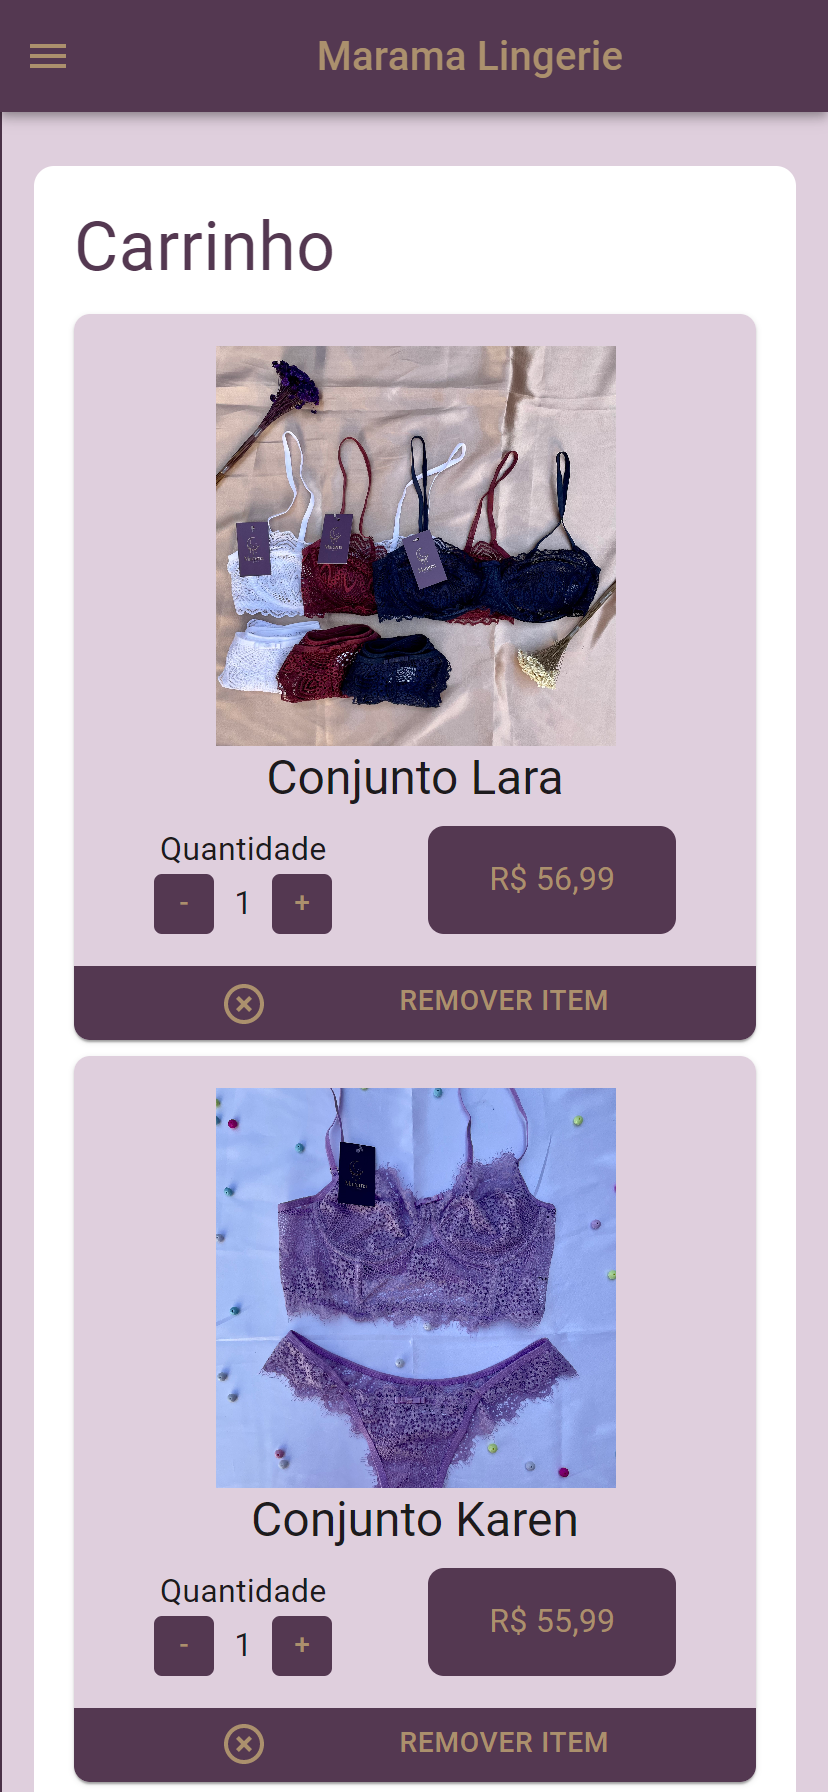 Marama Lingerie
Carrinho
Conjunto Lara
Quantidade
- 1 +
R$ 56,99
REMOVER ITEM
Conjunto Karen
Quantidade
- 1 +
R$ 55,99
REMOVER ITEM